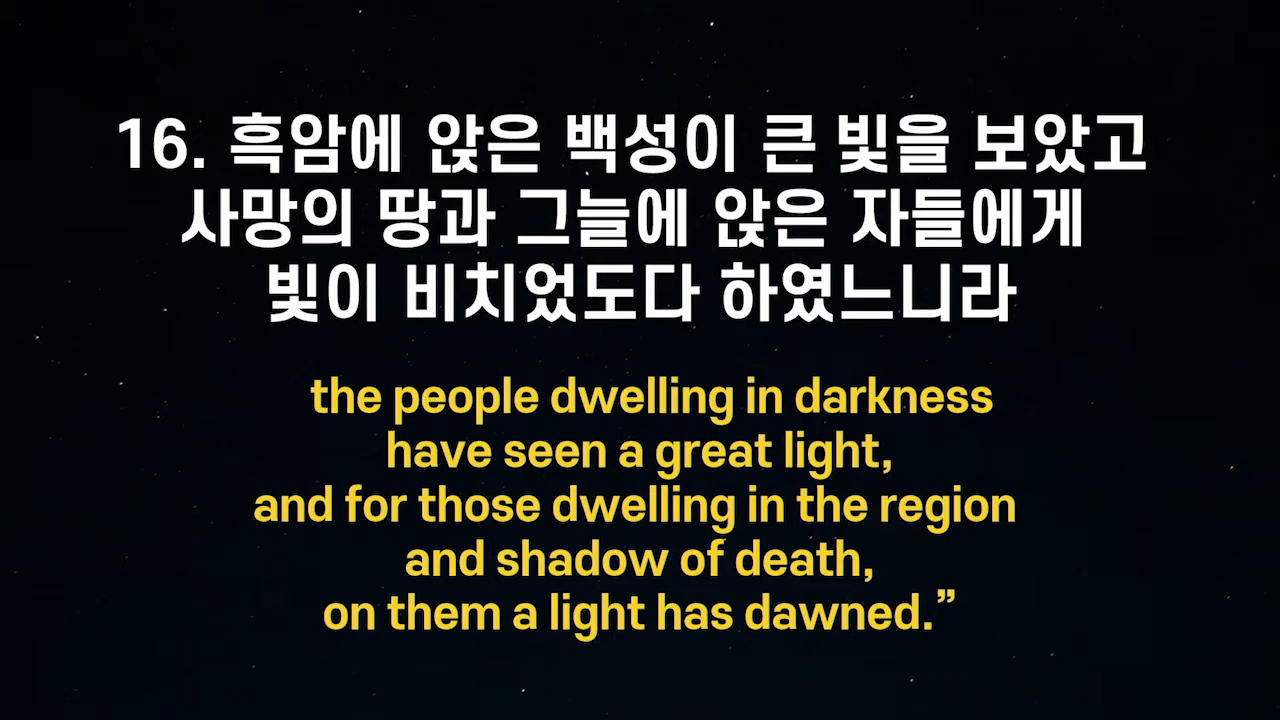 16. 흑암에 앉은 백성이 큰 빛을 보았고
사망의 땅과 그늘에 앉은 자들에게
빛이 비치었도다 하였느니라
the people dwelling in darkness
have seen a great light,
and for those dwelling in the region
and shadow of death,
on them a light has dawned.”